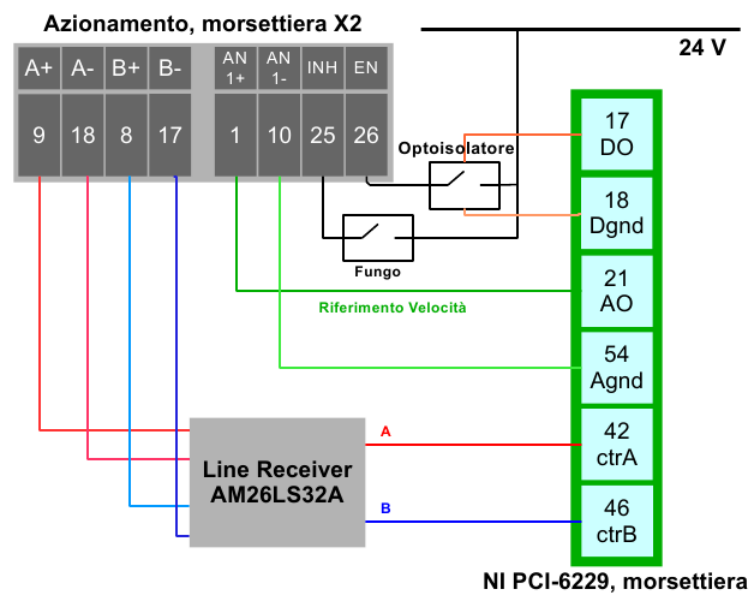 Azionamento, morsettiera X2
24 V
A+ A- B+ B- AN 1+ AN 1- INH EN
9 18 8 17 1 10 25 26
Optoisolatore
Fungo
17
DO
18
Dgnd
21
AO
Riferimento Velocità
54
Agnd
42
ctrA
46
ctrB
A
B
Line Receiver
AM26LS32A
NI PCI-6229, morsettiera